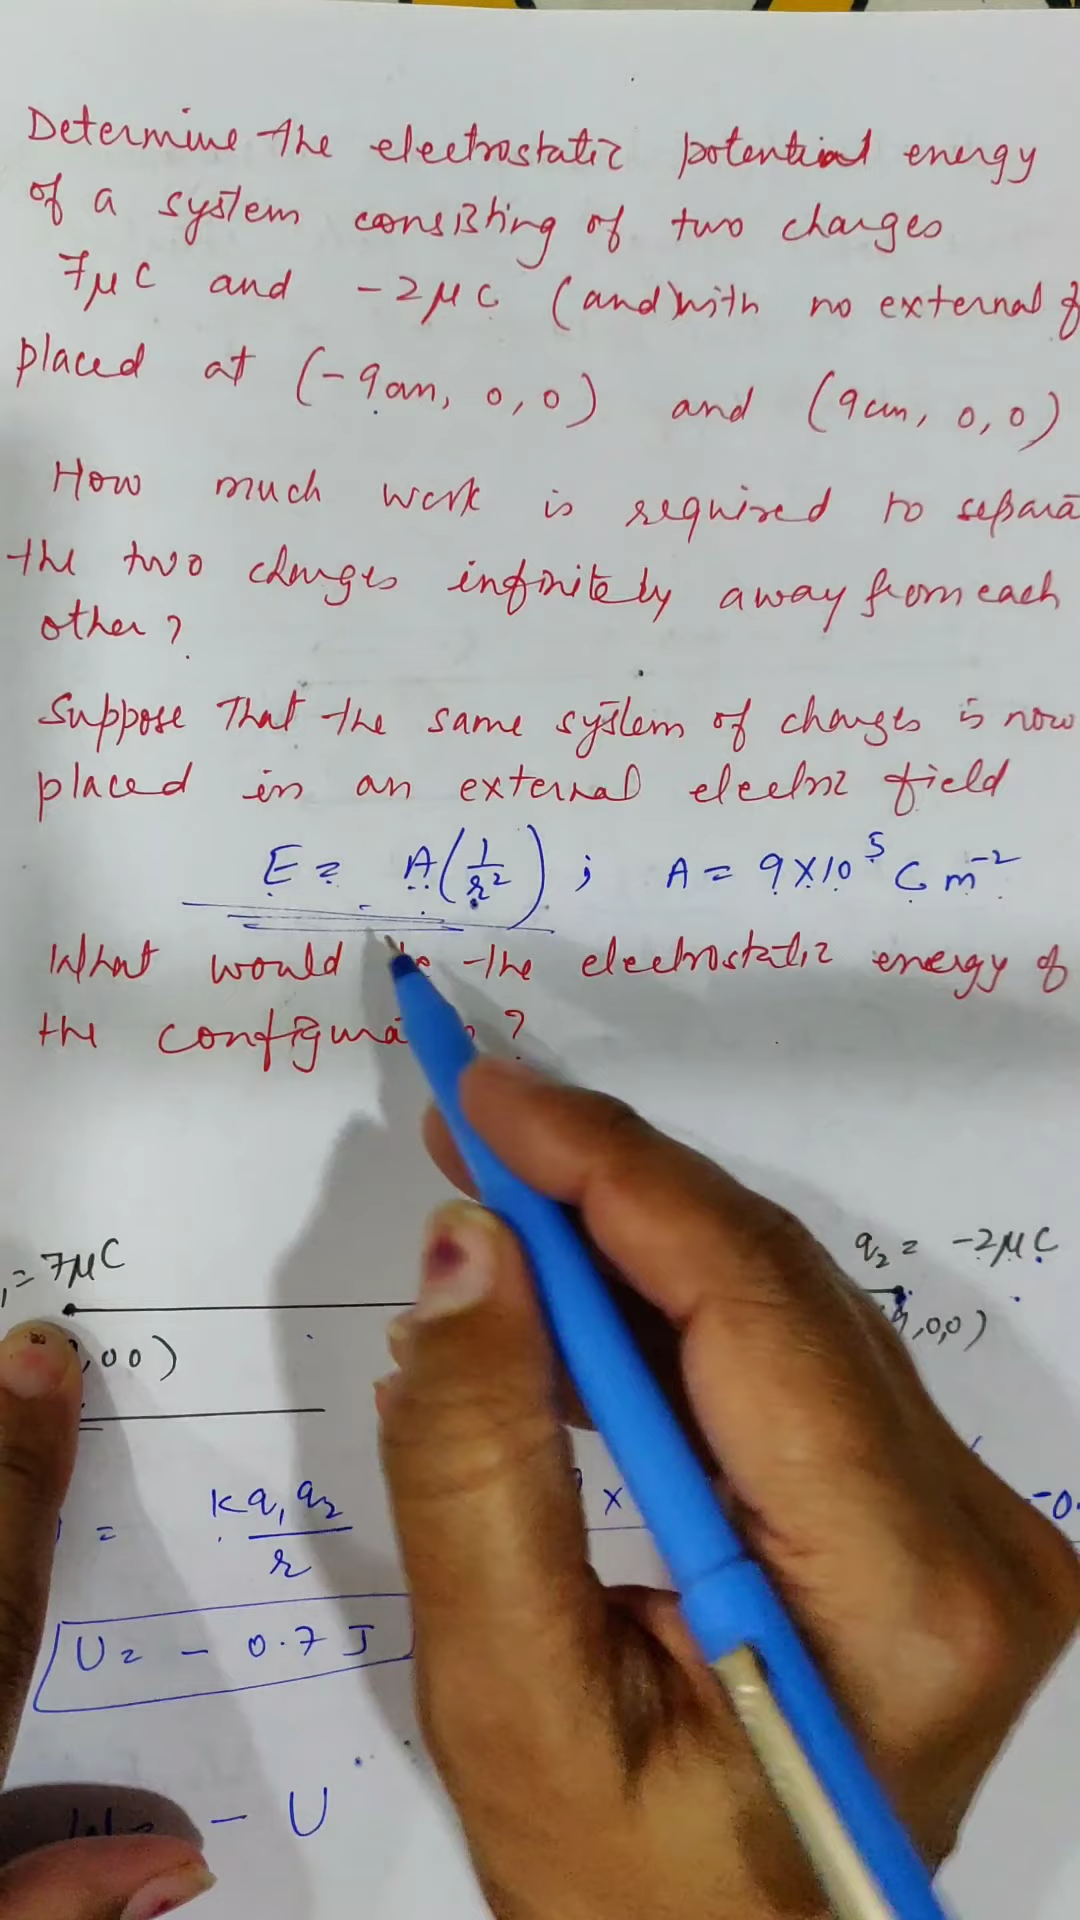 Determine the electrostatic potential energy
of a system consisting of two charges
7μC and -2μC (and with no external f
placed at (-9cm, 0,0) and (9cm, 0,0)
How much work is required to separa
the two charges infinitely away from each
other?
Suppose that the same system of charges is now
placed in an external electric field
E = A(1/r²) ; A = 9×10⁵ C m⁻²
What would the electrostatic energy of
the configura ?
= 7μC
q₂ = -2μC
,00)
9,0,0)
= Kq₁q₂/r
×
-0.
U = - 0.7 J
- U